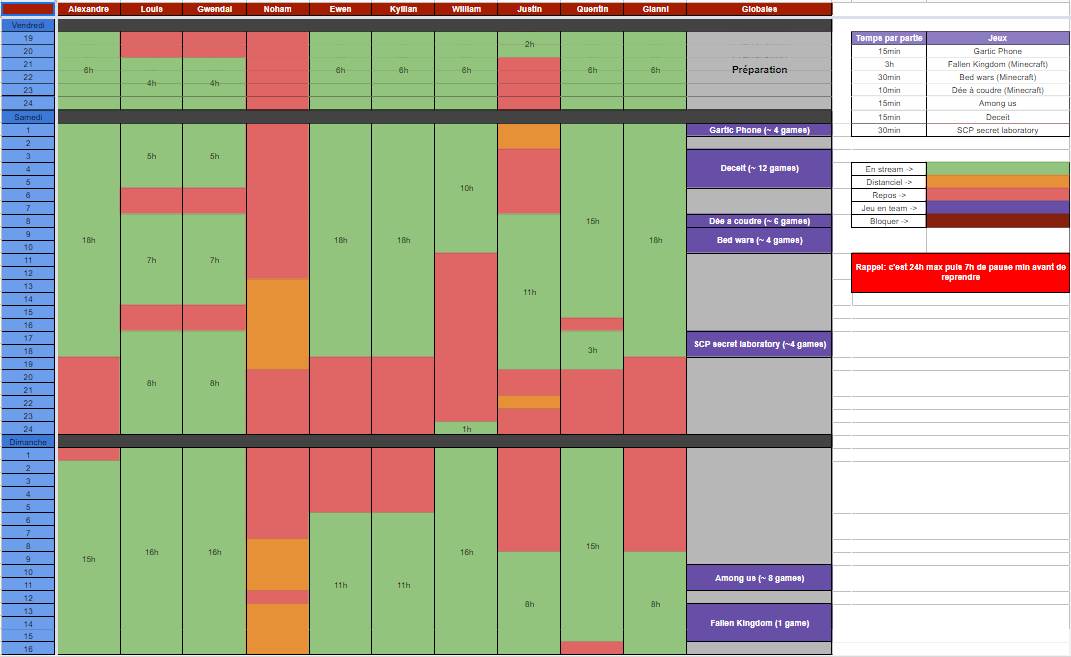 Alexandre Louis Gwendal Noham Ewen Kyllian William Justin Quentin Gianni Globales
Vendredi
19 Temps par partie Jeux
20 2h 15min Gartic Phone
21 3h Fallen Kingdom (Minecraft)
6h 6h 6h 6h 6h 6h Préparation
22 30min Bed wars (Minecraft)
4h 4h
23 10min Dée à coudre (Minecraft)
24 15min Among us
Samedi 15min Deceit
1 Gartic Phone (~ 4 games) 30min SCP secret laboratory
2
3 5h 5h
4 Deceit (~ 12 games) En stream ->
5 10h Distanciel ->
6 Repos ->
7 15h Jeu en team ->
8 Dée a coudre (~ 6 games) Bloquer ->
9
18h 18h 18h 18h Bed wars (~ 4 games)
10
11 7h 7h
12 Rappel: c'est 24h max puis 7h de pause min avant de
reprendre
13
14 11h
15
16
17
18 3h SCP secret laboratory (~4 games)
19
20
21 8h 8h
22
23
24 1h
Dimanche
1
2
3
4
5
6
7
8
9 15h 16h 16h 16h 15h
10 Among us (~ 8 games)
11 11h 11h
12
13 8h 8h
14 Fallen Kingdom (1 game)
15
16